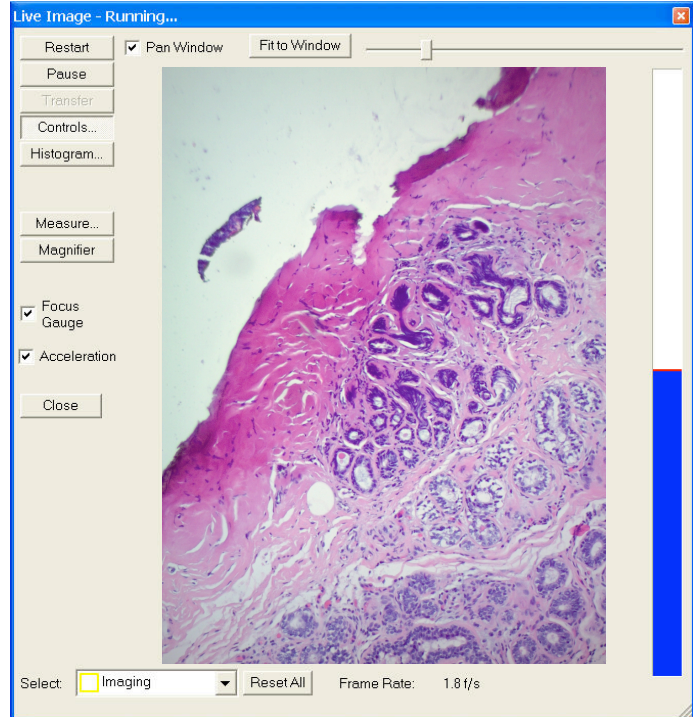 Live Image - Running...
Restart
Pan Window
Fit to Window
Pause
Transfer
Controls...
Histogram...
Measure...
Magnifier
Focus
Gauge
Acceleration
Close
Select:
Imaging
Reset All
Frame Rate:
1.8 f/s